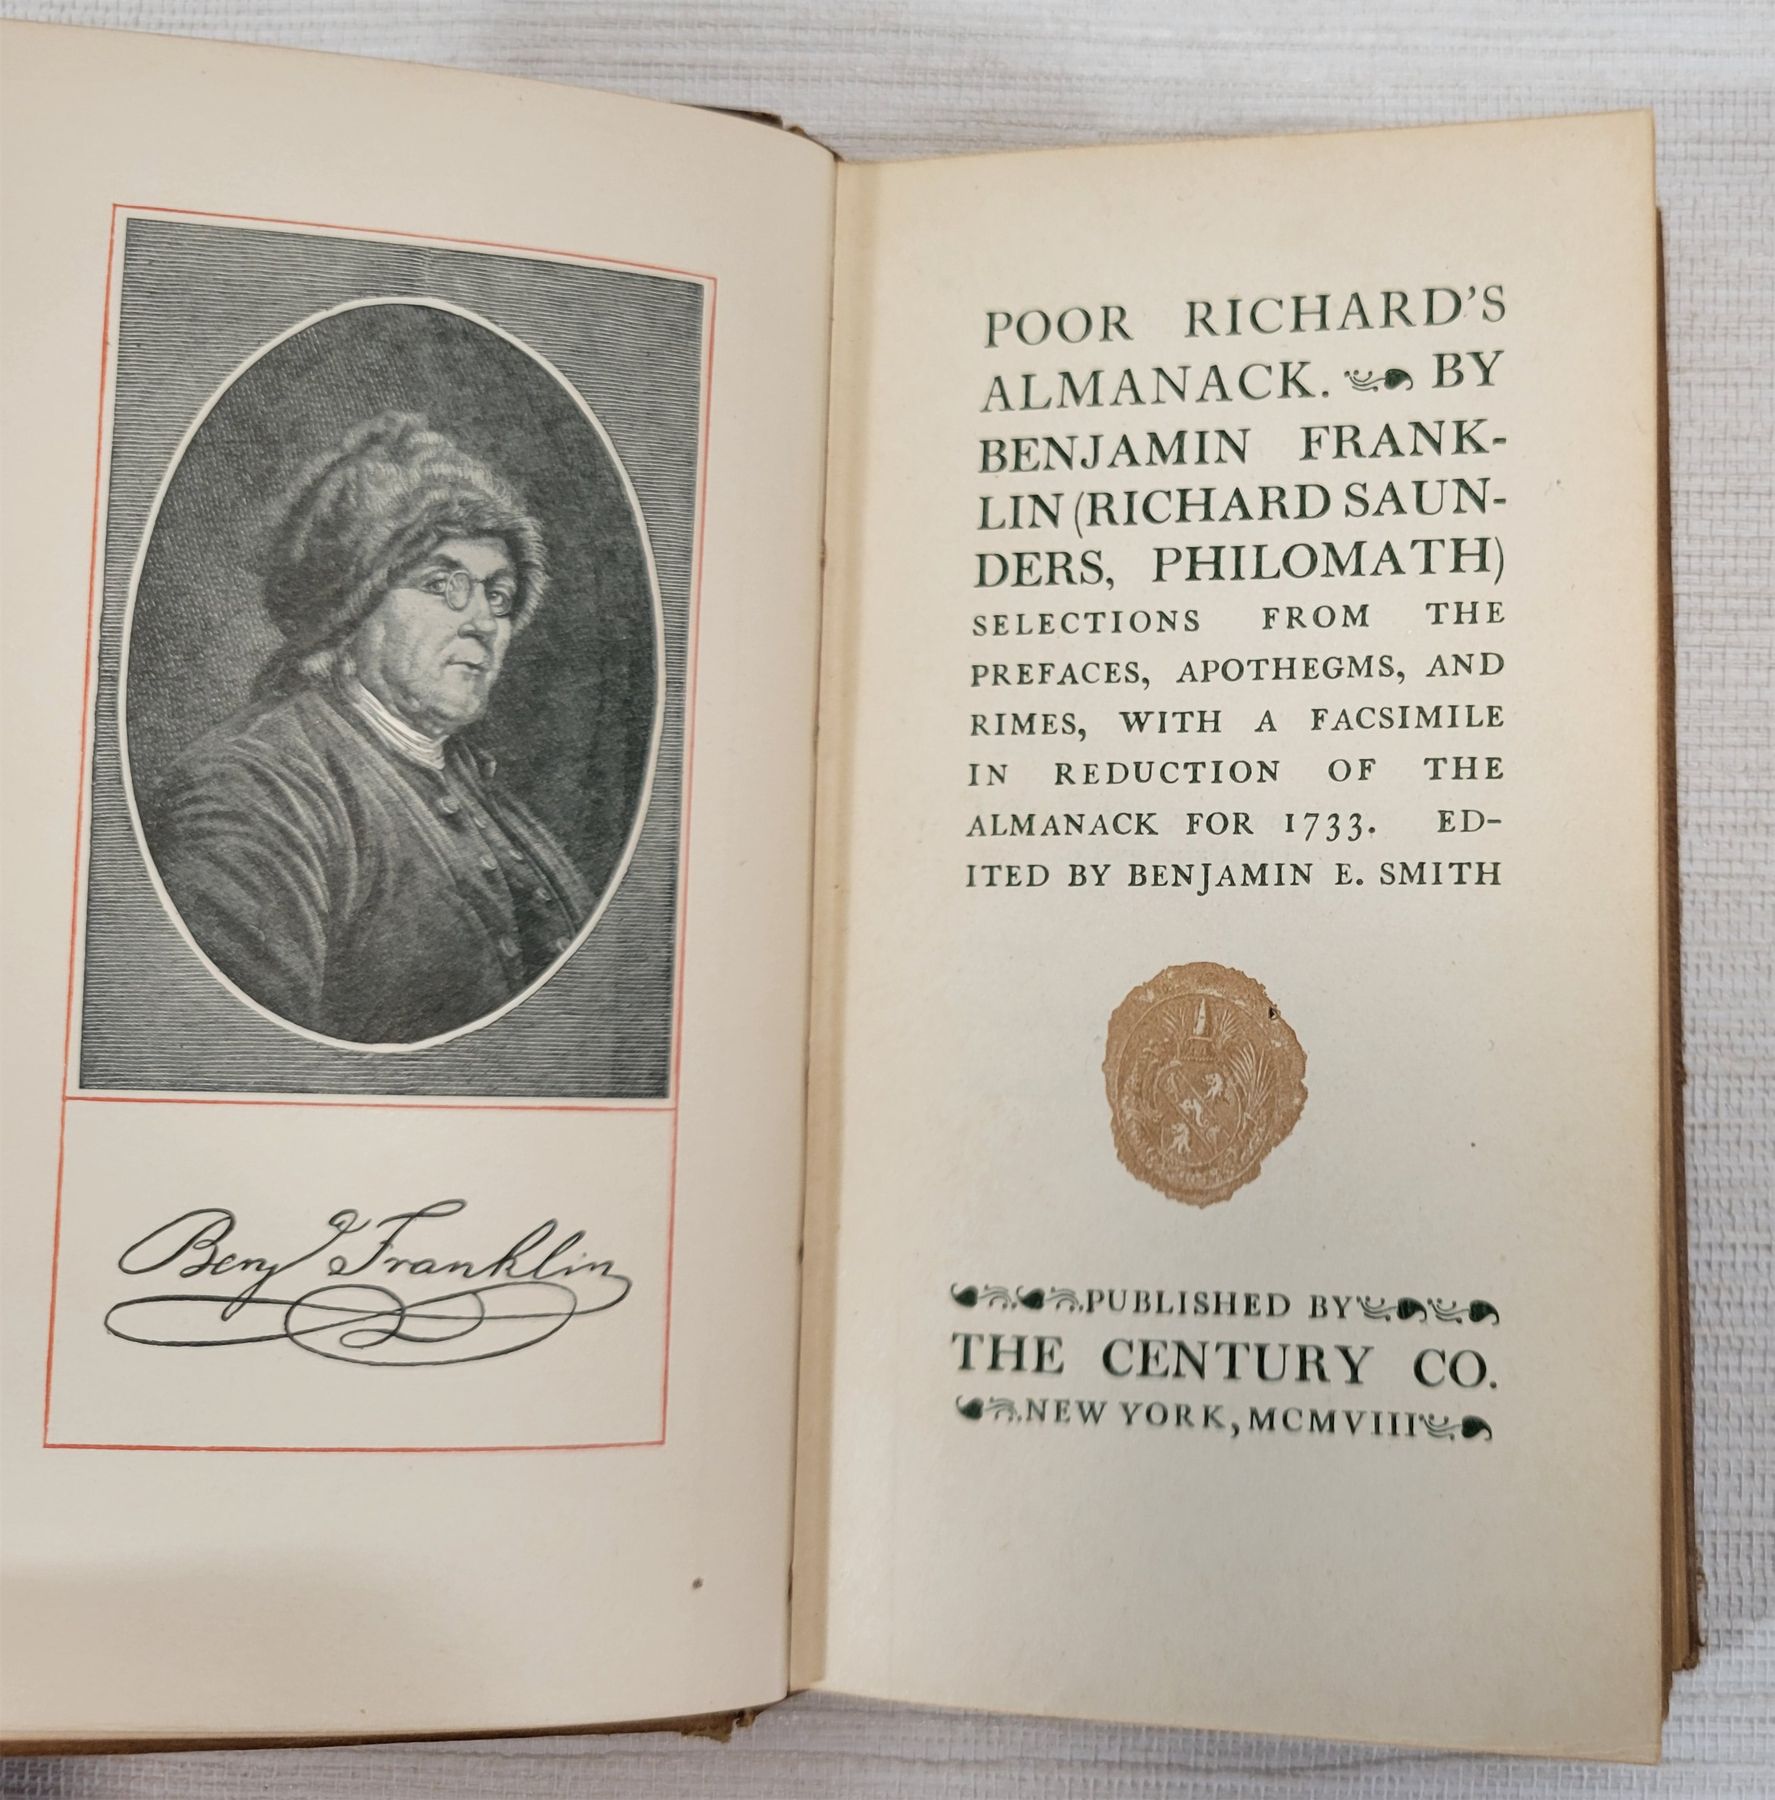 Benj Franklin
POOR RICHARD'S
ALMANACK. BY
BENJAMIN FRANK-
LIN (RICHARD SAUN-
DERS, PHILOMATH)
SELECTIONS FROM THE
PREFACES, APOTHEGMS, AND
RIMES, WITH A FACSIMILE
IN REDUCTION OF THE
ALMANACK FOR 1733. ED-
ITED BY BENJAMIN E. SMITH
PUBLISHED BY
THE CENTURY CO.
NEW YORK, MCMVIII